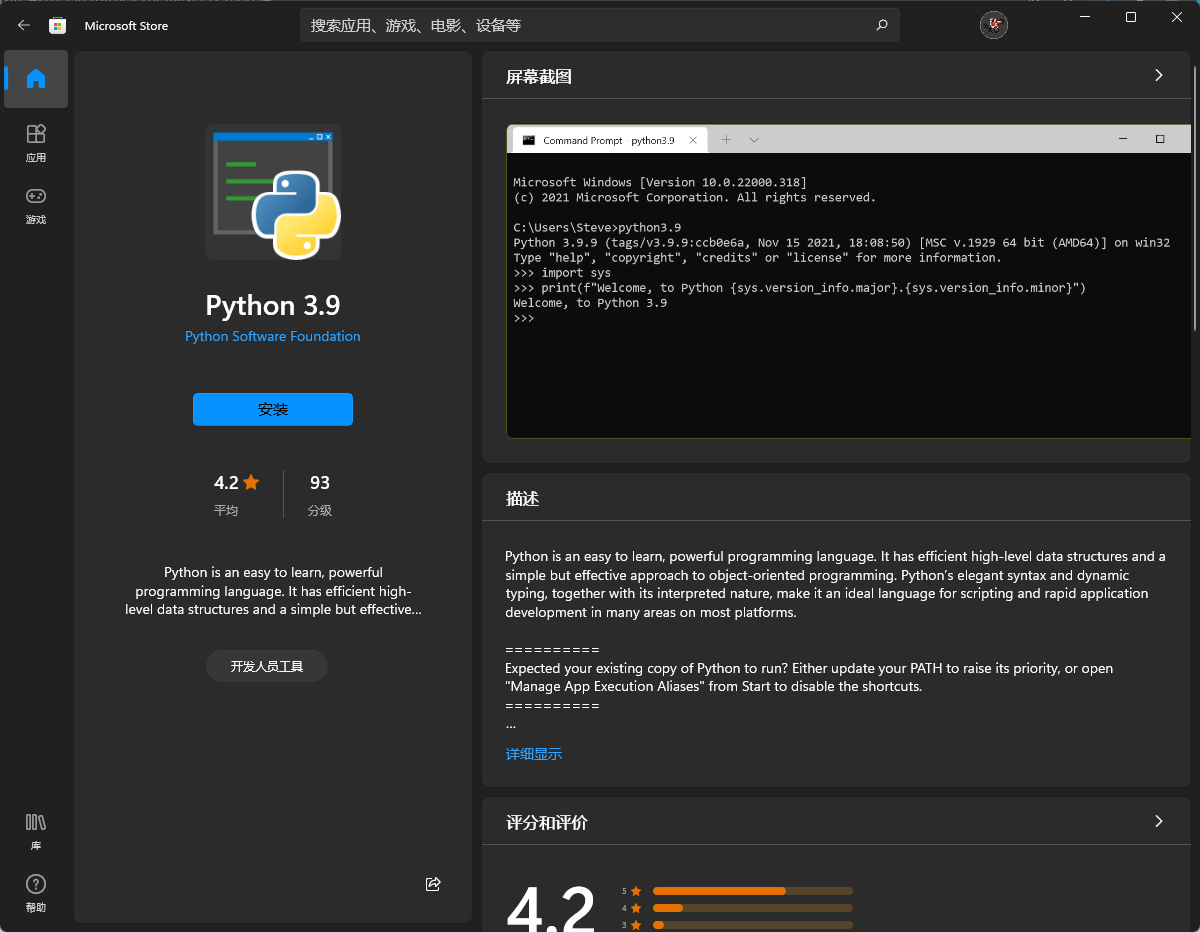 Microsoft Store
搜索应用、游戏、电影、设备等
应用
游戏
库
帮助
Python 3.9
Python Software Foundation
安装
4.2
平均
93
分级
Python is an easy to learn, powerful
programming language. It has efficient high-
level data structures and a simple but effective...
开发人员工具
屏幕截图
Command Prompt - python3.9
Microsoft Windows [Version 10.0.22000.318]
(c) 2021 Microsoft Corporation. All rights reserved.
C:\Users\Steve>python3.9
Python 3.9.9 (tags/v3.9.9:ccb0e6a, Nov 15 2021, 18:08:50) [MSC v.1929 64 bit (AMD64)] on win32
Type "help", "copyright", "credits" or "license" for more information.
>>> import sys
>>> print(f"Welcome, to Python {sys.version_info.major}.{sys.version_info.minor}")
Welcome, to Python 3.9
>>>
描述
Python is an easy to learn, powerful programming language. It has efficient high-level data structures and a
simple but effective approach to object-oriented programming. Python’s elegant syntax and dynamic
typing, together with its interpreted nature, make it an ideal language for scripting and rapid application
development in many areas on most platforms.
==========
Expected your existing copy of Python to run? Either update your PATH to raise its priority, or open
"Manage App Execution Aliases" from Start to disable the shortcuts.
==========
...
详细显示
评分和评价
4.2
5
4
3